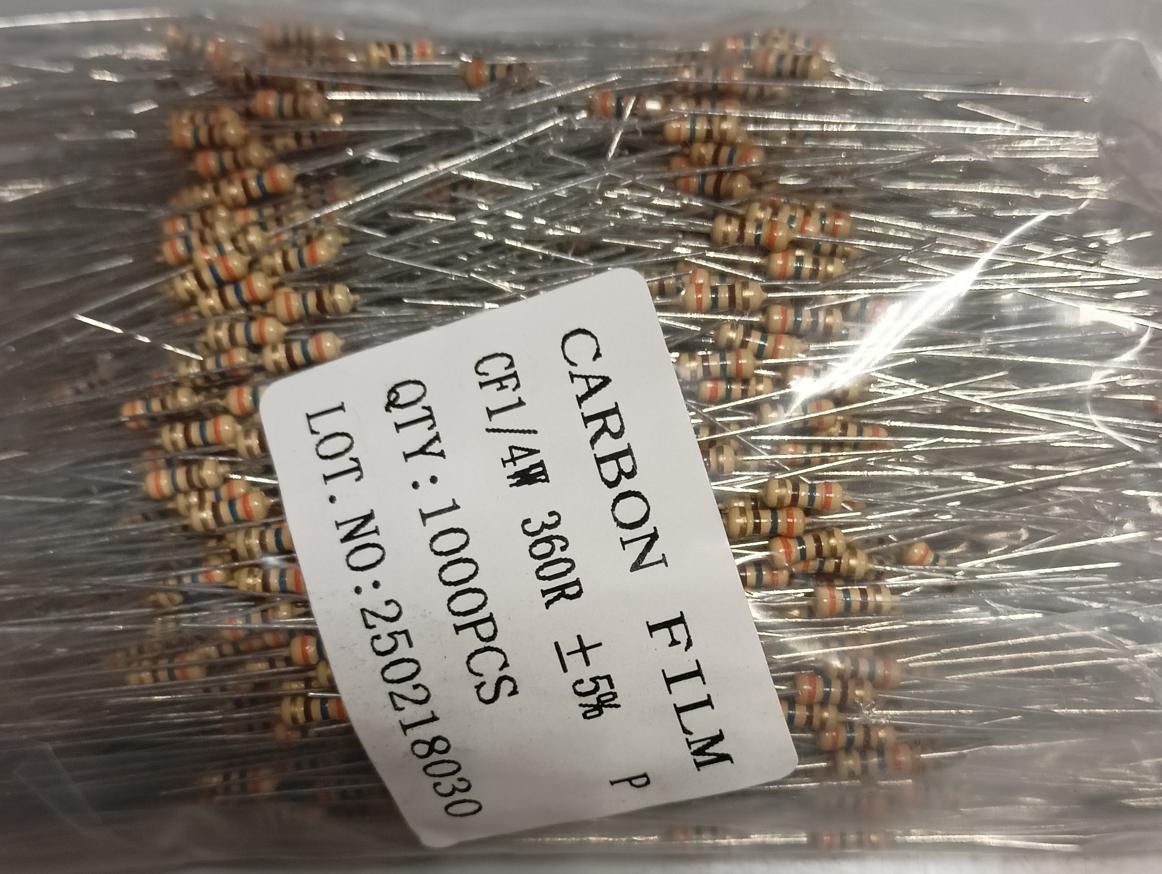 CARBON FILM
CF1/4W 360R ±5% P
QTY:1000PCS
LOT.NO:250218030